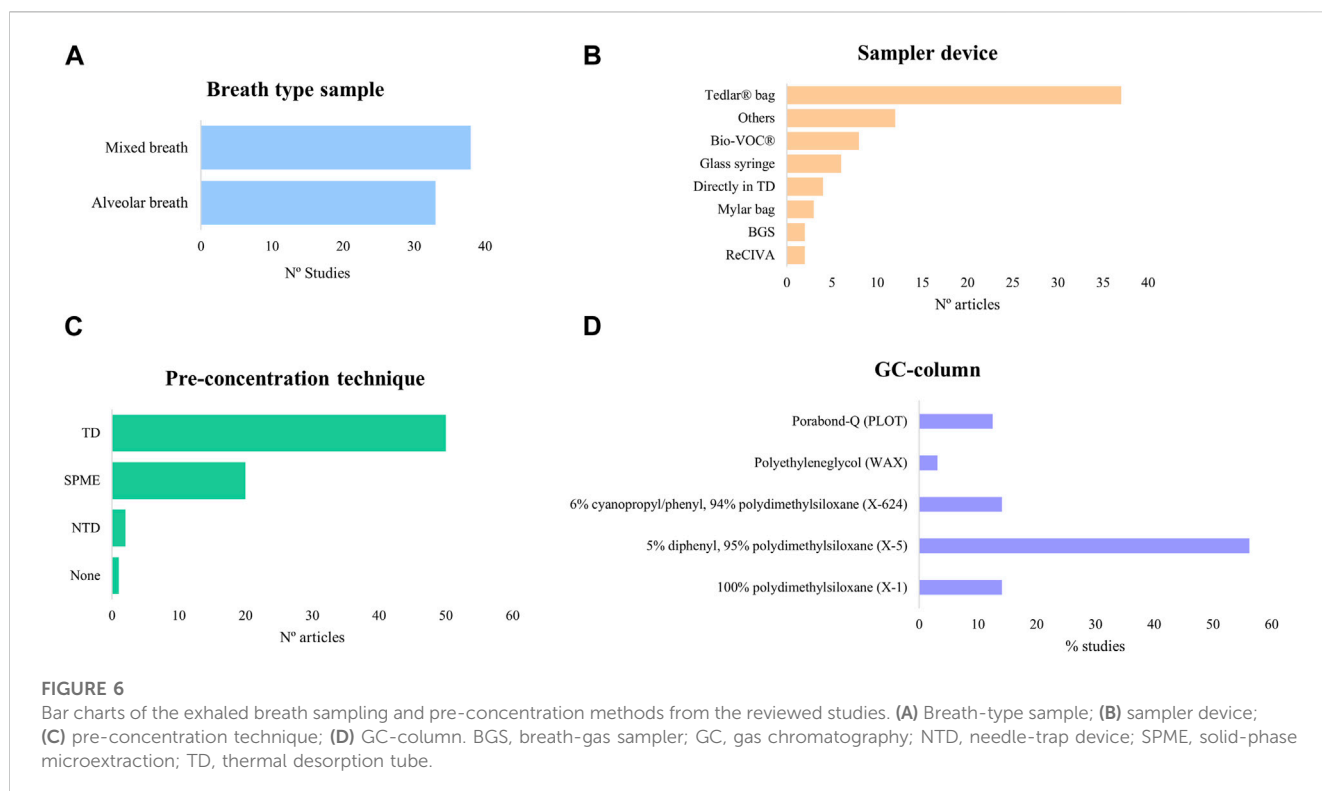 A
Breath type sample
Mixed breath
Alveolar breath
0 10 20 30 40
Nº Studies
B
Sampler device
Tedlar® bag
Others
Bio-VOC®
Glass syringe
Directly in TD
Mylar bag
BGS
ReCIVA
0 5 10 15 20 25 30 35 40
Nº articles
C
Pre-concentration technique
TD
SPME
NTD
None
0 10 20 30 40 50 60
Nº articles
D
GC-column
Porabond-Q (PLOT)
Polyethyleneglycol (WAX)
6% cyanopropyl/phenyl, 94% polydimethylsiloxane (X-624)
5% diphenyl, 95% polydimethylsiloxane (X-5)
100% polydimethylsiloxane (X-1)
0 10 20 30 40 50 60
% studies
FIGURE 6
Bar charts of the exhaled breath sampling and pre-concentration methods from the reviewed studies. (A) Breath-type sample; (B) sampler device;
(C) pre-concentration technique; (D) GC-column. BGS, breath-gas sampler; GC, gas chromatography; NTD, needle-trap device; SPME, solid-phase
microextraction; TD, thermal desorption tube.